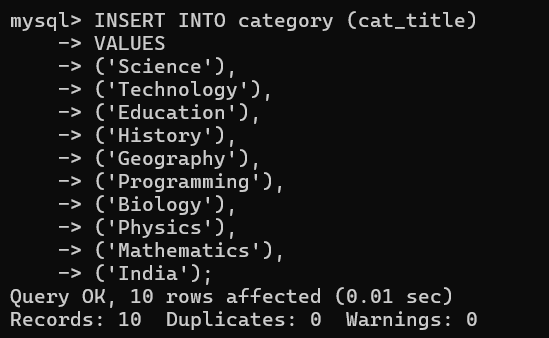 mysql> INSERT INTO category (cat_title)
    -> VALUES
    -> ('Science'),
    -> ('Technology'),
    -> ('Education'),
    -> ('History'),
    -> ('Geography'),
    -> ('Programming'),
    -> ('Biology'),
    -> ('Physics'),
    -> ('Mathematics'),
    -> ('India');
Query OK, 10 rows affected (0.01 sec)
Records: 10  Duplicates: 0  Warnings: 0